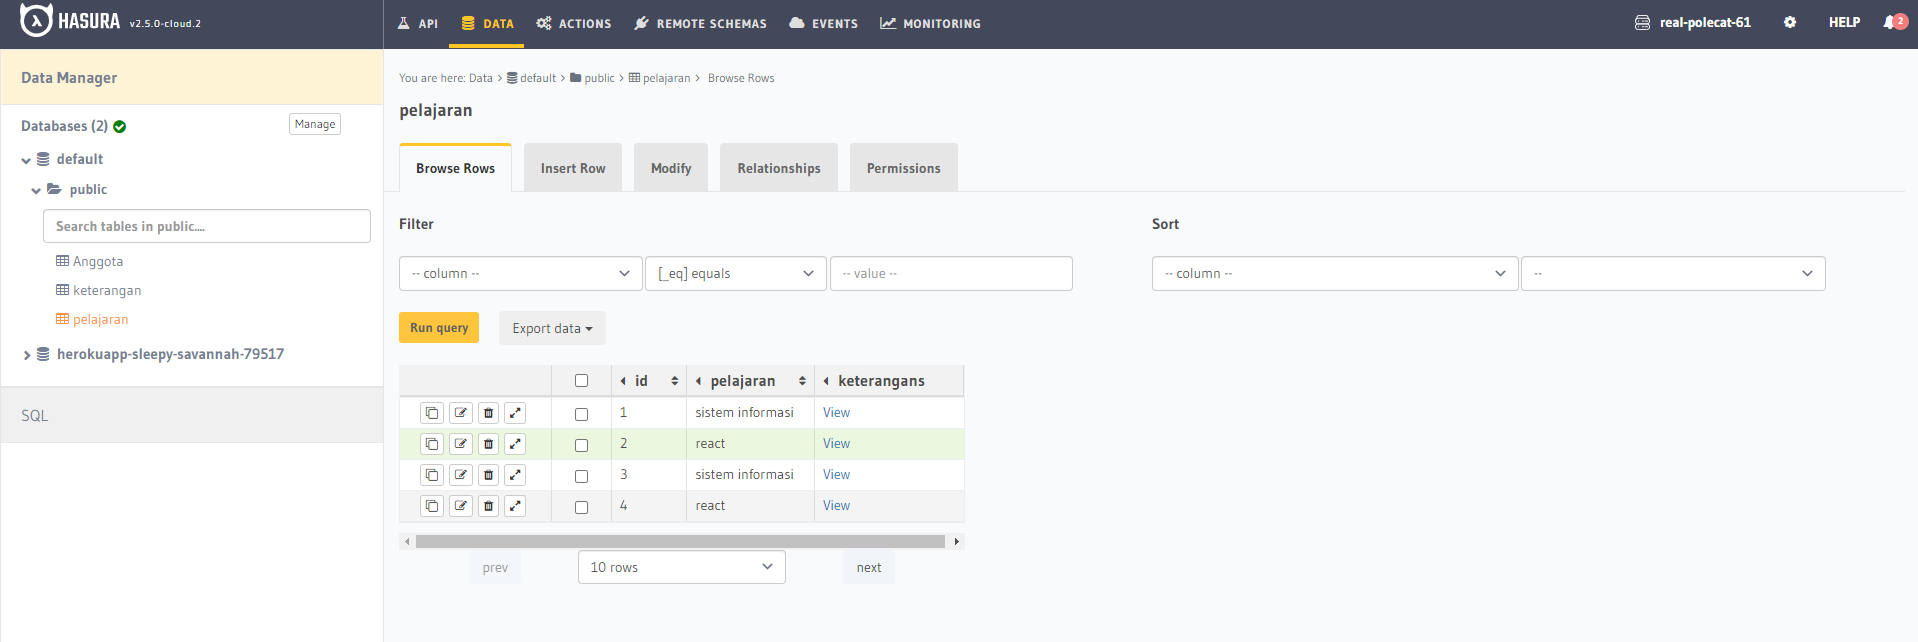 HASURA v2.5.0-cloud.2 API DATA ACTIONS REMOTE SCHEMAS EVENTS MONITORING real-polecat-61 HELP 2
Data Manager
Databases (2) Manage
default
public
Search tables in public....
Anggota
keterangan
pelajaran
herokuapp-sleepy-savannah-79517
SQL
You are here: Data > default > public > pelajaran > Browse Rows
pelajaran
Browse Rows Insert Row Modify Relationships Permissions
Filter Sort
-- column -- [_eq] equals -- value -- -- column -- --
Run query Export data
id pelajaran keterangans
1 sistem informasi View
2 react View
3 sistem informasi View
4 react View
prev 10 rows next